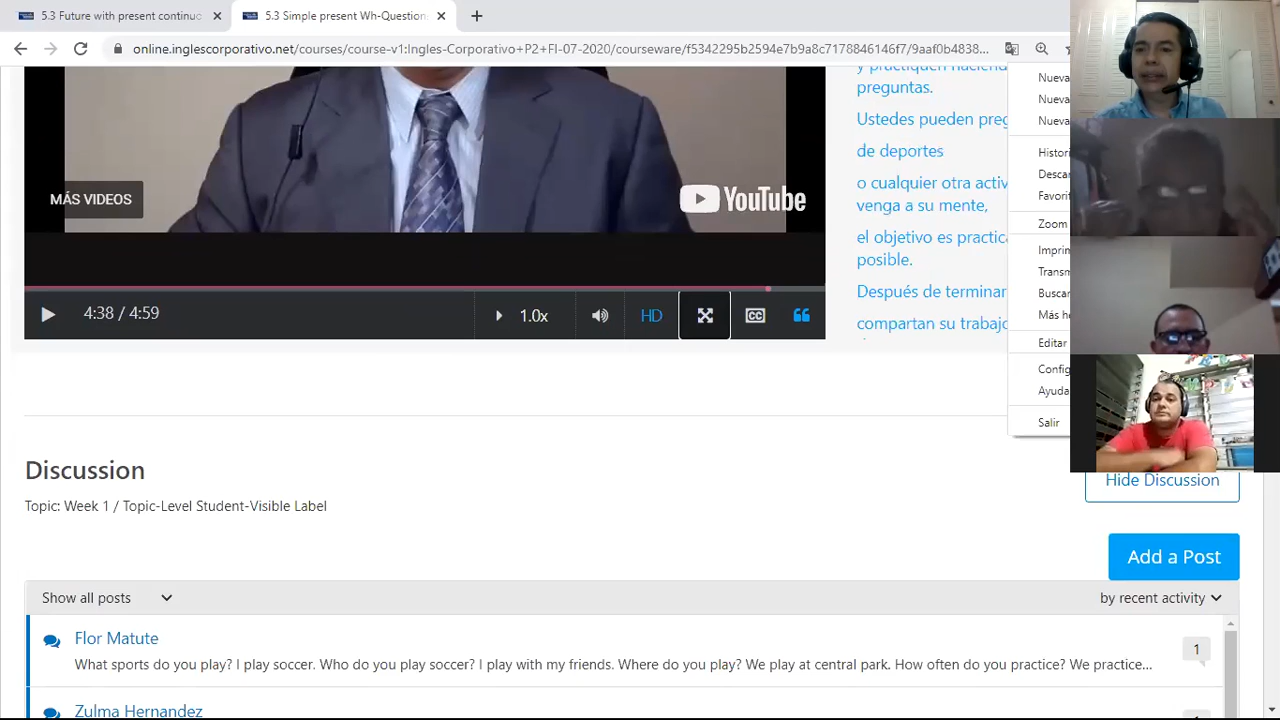 5.3 Future with present continuo
5.3 Simple present Wh-Question
online.inglescorporativo.net/courses/course-v1:Ingles-Corporativo+P2+FI-07-2020/courseware/f5342295b2594e7b9a8c7178846146f7/9aaf0b4838...
y practiquen haciend
preguntas.
Ustedes pueden preg
de deportes
o cualquier otra activ
venga a su mente,
el objetivo es practica
posible.
Después de terminar
compartan su trabajo
MÁS VIDEOS
YouTube
4:38 / 4:59
1.0x
HD
CC
Nueva
Nueva
Nueva
Histori
Descar
Favorit
Zoom
Imprim
Transm
Buscar
Más he
Editar
Config
Ayuda
Salir
Discussion
Topic: Week 1 / Topic-Level Student-Visible Label
Hide Discussion
Add a Post
Show all posts
by recent activity
Flor Matute
1
What sports do you play? I play soccer. Who do you play soccer? I play with my friends. Where do you play? We play at central park. How often do you practice? We practice...
Zulma Hernandez